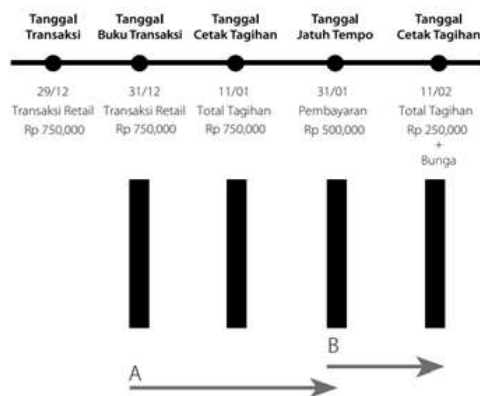 Tanggal
Transaksi
Tanggal
Buku Transaksi
Tanggal
Cetak Tagihan
Tanggal
Jatuh Tempo
Tanggal
Cetak Tagihan
29/12
Transaksi Retail
Rp 750,000
31/12
Transaksi Retail
Rp 750,000
11/01
Total Tagihan
Rp 750,000
31/01
Pembayaran
Rp 500,000
11/02
Total Tagihan
Rp 250,000
+
Bunga
B
A